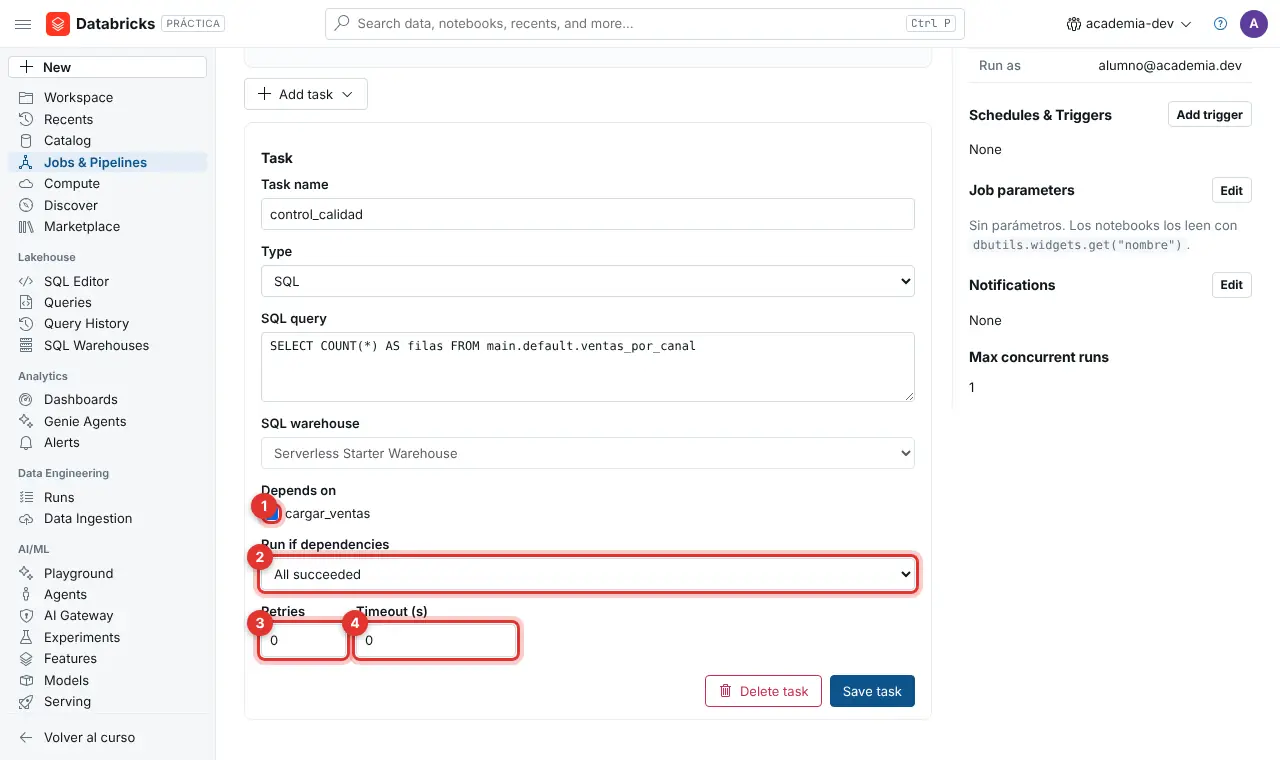 Databricks PRÁCTICA
Search data, notebooks, recents, and more... Ctrl P
academia-dev ? A
New
Workspace
Recents
Catalog
Jobs & Pipelines
Compute
Discover
Marketplace
Lakehouse
SQL Editor
Queries
Query History
SQL Warehouses
Analytics
Dashboards
Genie Agents
Alerts
Data Engineering
Runs
Data Ingestion
AI/ML
Playground
Agents
AI Gateway
Experiments
Features
Models
Serving
Volver al curso
Add task
Task
Task name
control_calidad
Type
SQL
SQL query
SELECT COUNT(*) AS filas FROM main.default.ventas_por_canal
SQL warehouse
Serverless Starter Warehouse
Depends on
1 cargar_ventas
Run if dependencies
2 All succeeded
Retries Timeout (s)
3 0 4 0
Delete task Save task
Run as alumno@academia.dev
Schedules & Triggers Add trigger
None
Job parameters Edit
Sin parámetros. Los notebooks los leen con
dbutils.widgets.get("nombre") .
Notifications Edit
None
Max concurrent runs
1